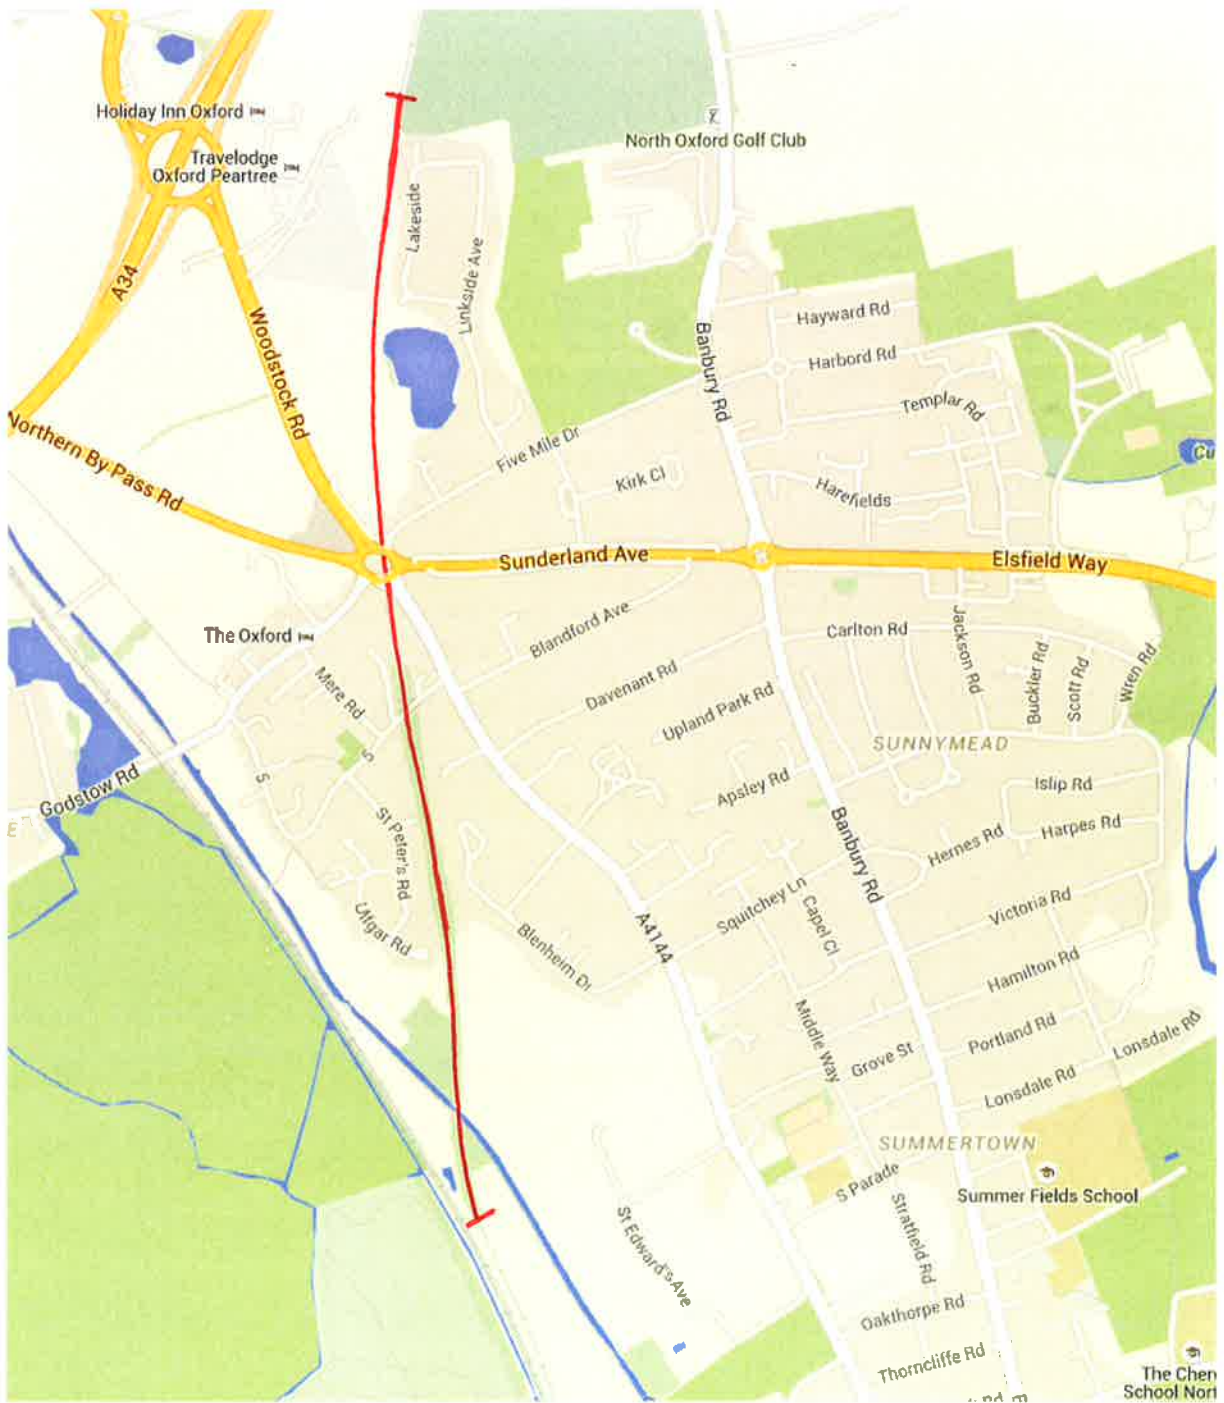 Holiday Inn Oxford
Travelodge
Oxford Peartree
North Oxford Golf Club
Lakeside
Linkside Ave
A34
Woodstock Rd
Banbury Rd
Hayward Rd
Harbord Rd
Templar Rd
Northern By Pass Rd
Five Mile Dr
Kirk Cl
Harefields
Cu
Sunderland Ave
Elsfield Way
The Oxford
Blandford Ave
Carlton Rd
Jackson Rd
Buckler Rd
Scott Rd
Wren Rd
Mere Rd
Davenant Rd
Upland Park Rd
SUNNYMEAD
S
S
Godstow Rd
E
Apsley Rd
Islip Rd
St Peter's Rd
Banbury Rd
Hernes Rd
Harpes Rd
Ulfgar Rd
Blenheim Dr
A4144
Squitchey Ln
Capel Cl
Victoria Rd
Hamilton Rd
Middle Way
Grove St
Portland Rd
Lonsdale Rd
Lonsdale Rd
SUMMERTOWN
S Parade
Summer Fields School
St Edward's Ave
Stratfield Rd
Oakthorpe Rd
Thorncliffe Rd
The Cher
School Nort